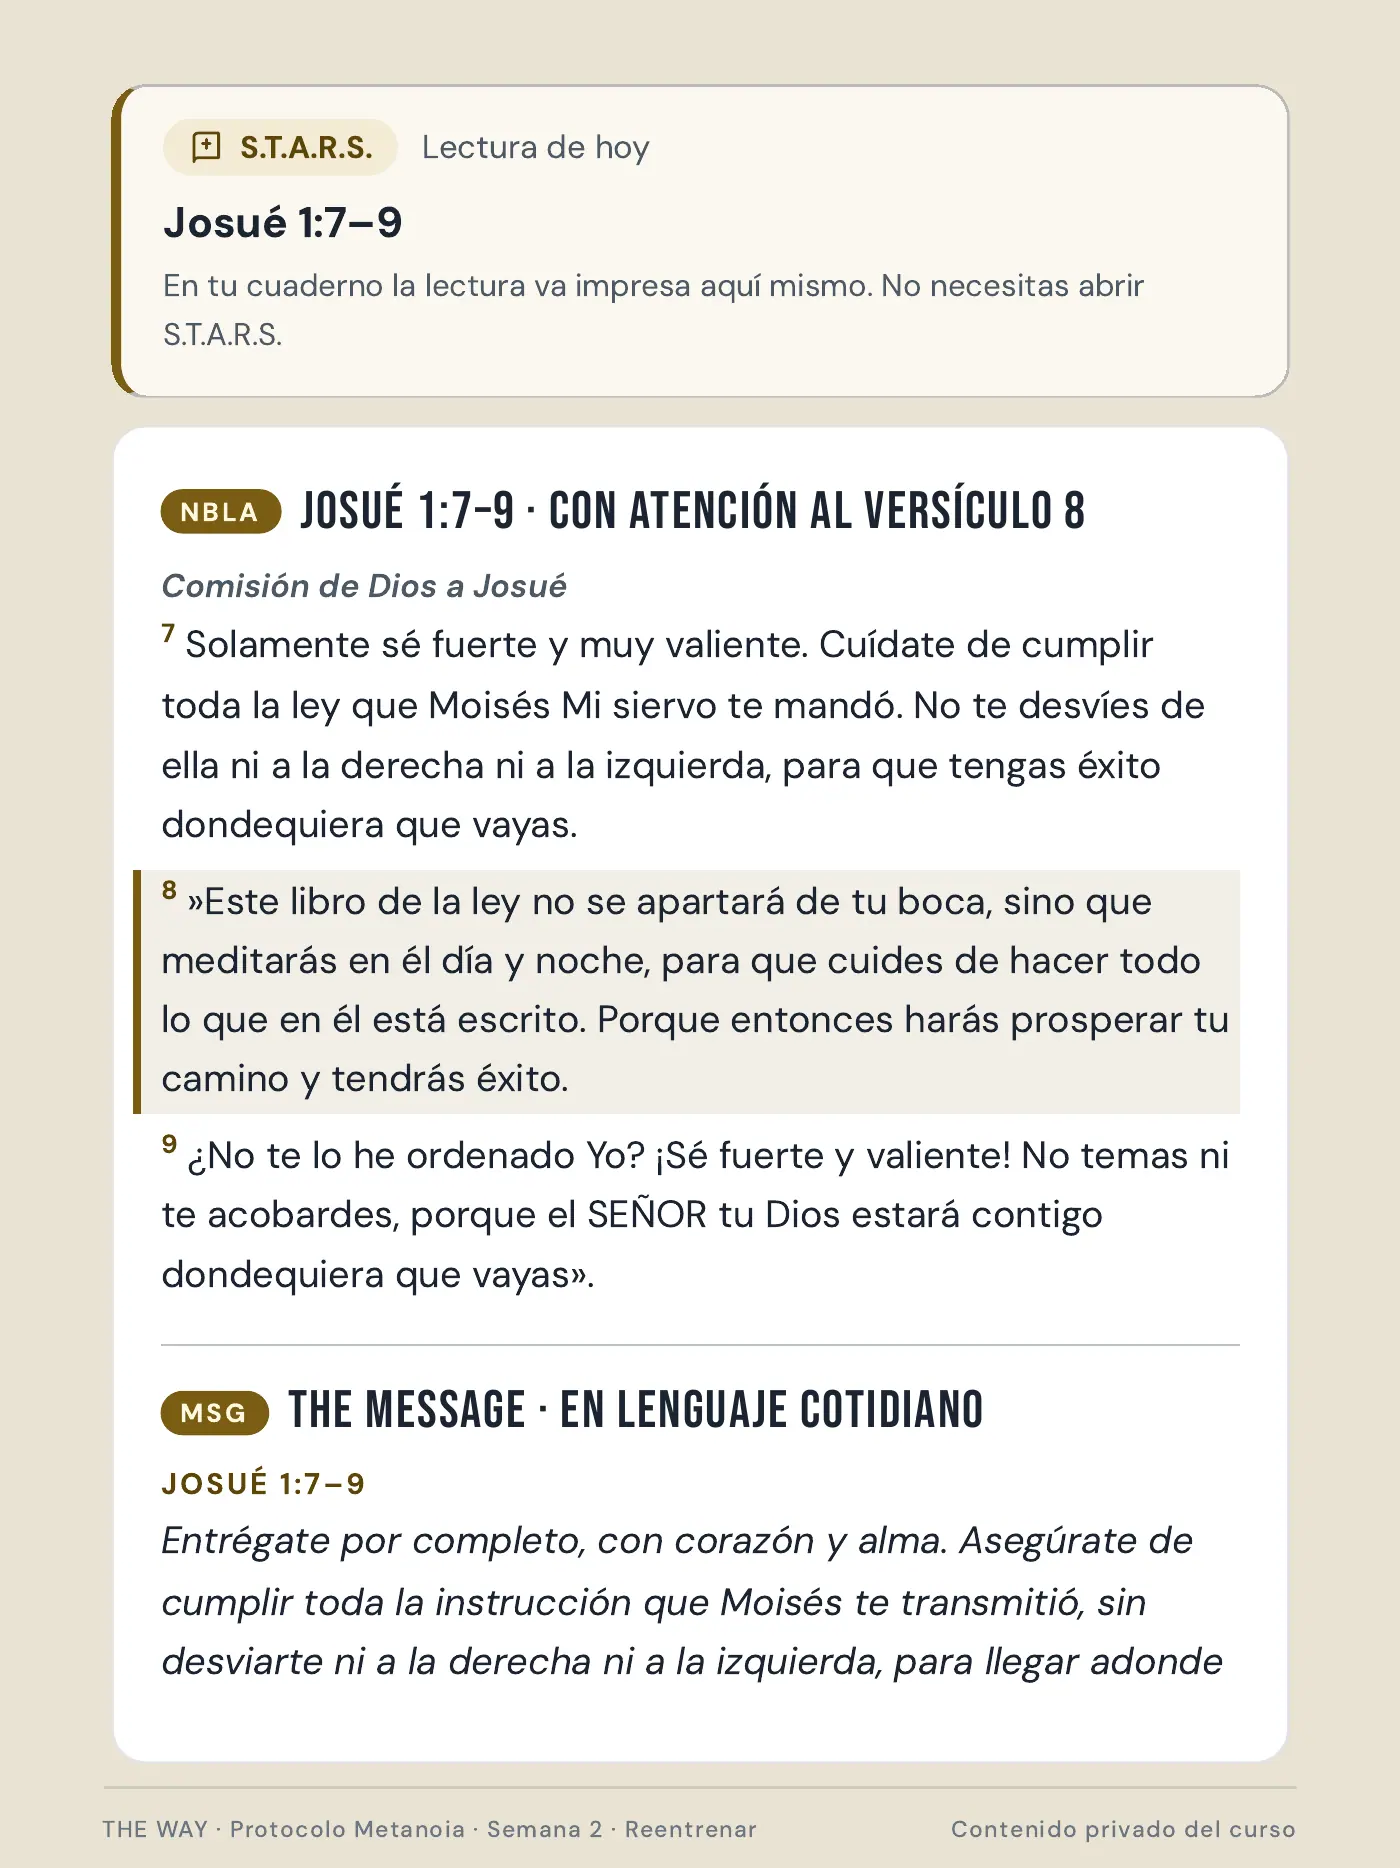 S.T.A.R.S. Lectura de hoy
Josué 1:7–9
En tu cuaderno la lectura va impresa aquí mismo. No necesitas abrir
S.T.A.R.S.
NBLA JOSUÉ 1:7–9 · CON ATENCIÓN AL VERSÍCULO 8
Comisión de Dios a Josué
7 Solamente sé fuerte y muy valiente. Cuídate de cumplir
toda la ley que Moisés Mi siervo te mandó. No te desvíes de
ella ni a la derecha ni a la izquierda, para que tengas éxito
dondequiera que vayas.
8 »Este libro de la ley no se apartará de tu boca, sino que
meditarás en él día y noche, para que cuides de hacer todo
lo que en él está escrito. Porque entonces harás prosperar tu
camino y tendrás éxito.
9 ¿No te lo he ordenado Yo? ¡Sé fuerte y valiente! No temas ni
te acobardes, porque el SEÑOR tu Dios estará contigo
dondequiera que vayas».
MSG THE MESSAGE · EN LENGUAJE COTIDIANO
JOSUÉ 1:7–9
Entrégate por completo, con corazón y alma. Asegúrate de
cumplir toda la instrucción que Moisés te transmitió, sin
desviarte ni a la derecha ni a la izquierda, para llegar adonde
THE WAY · Protocolo Metanoia · Semana 2 · Reentrenar
Contenido privado del curso